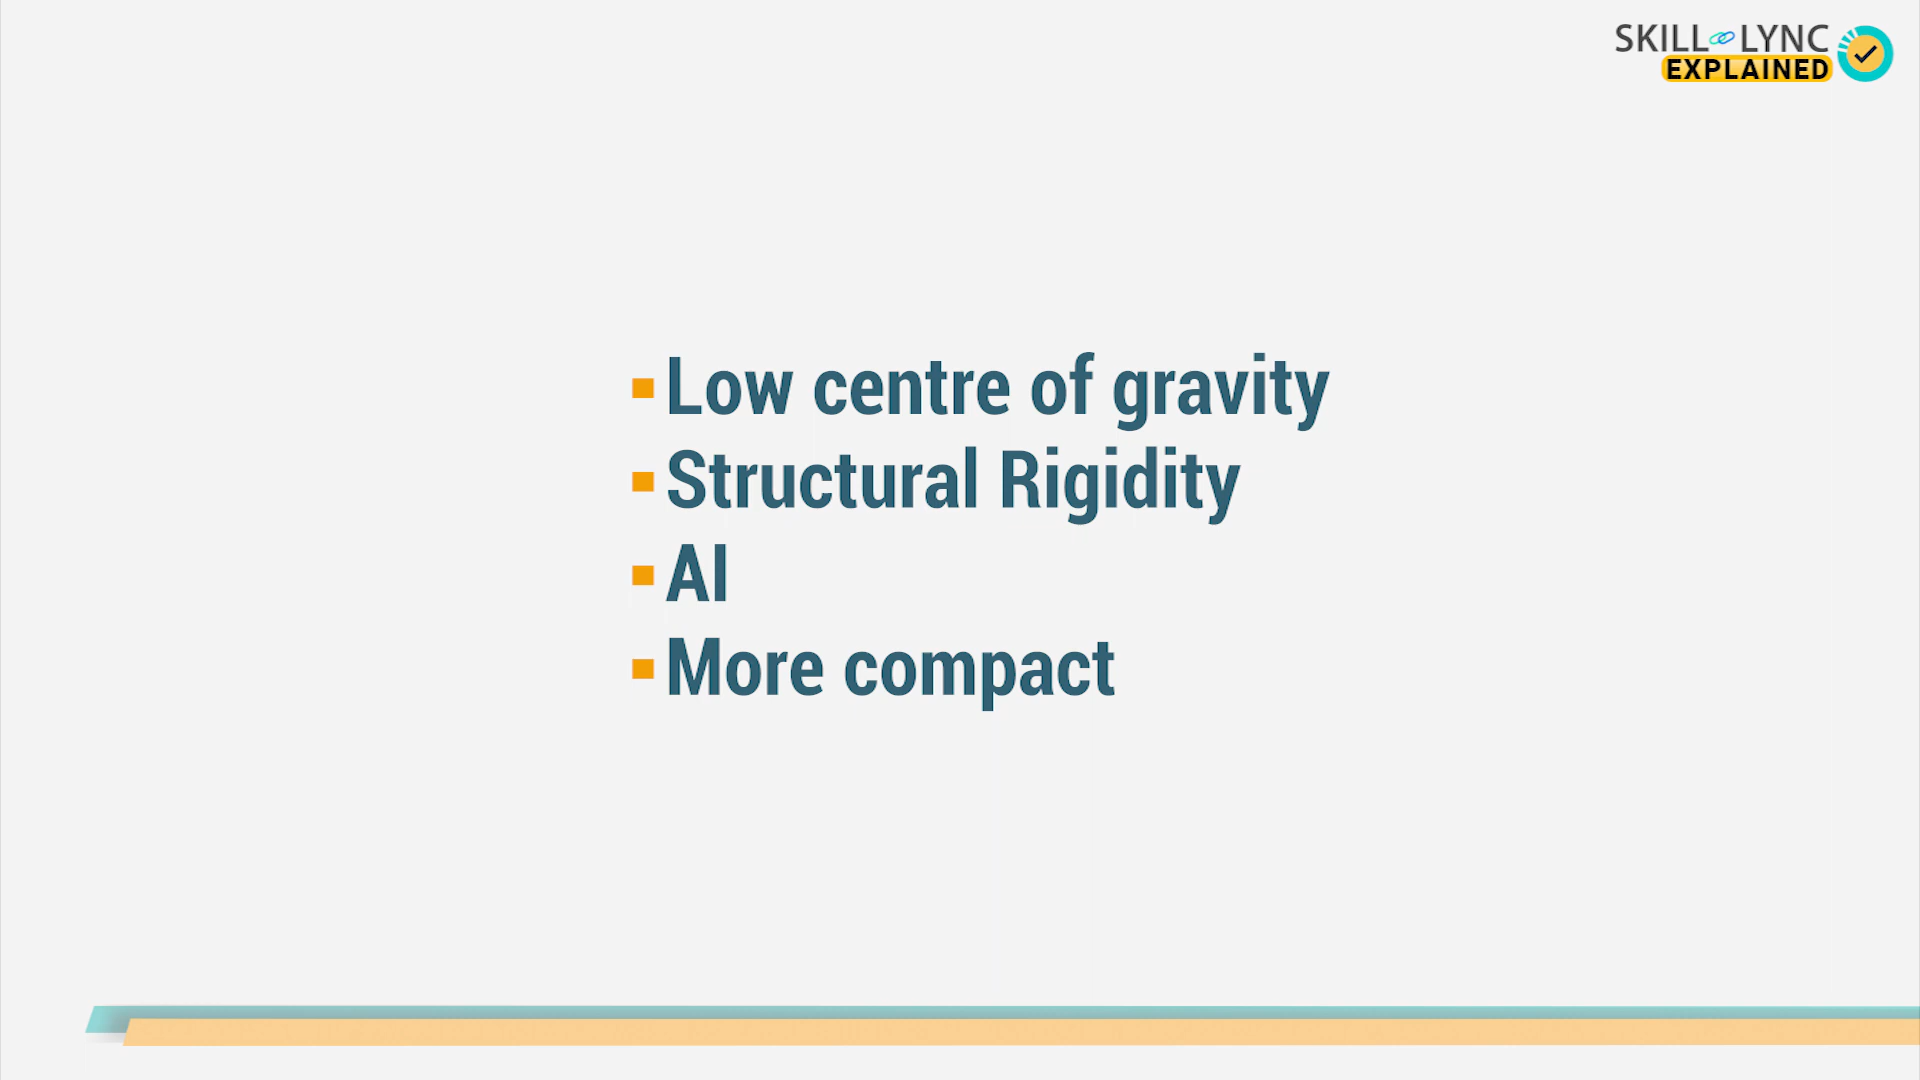 SKILL LYNC
EXPLAINED
Low centre of gravity
Structural Rigidity
AI
More compact